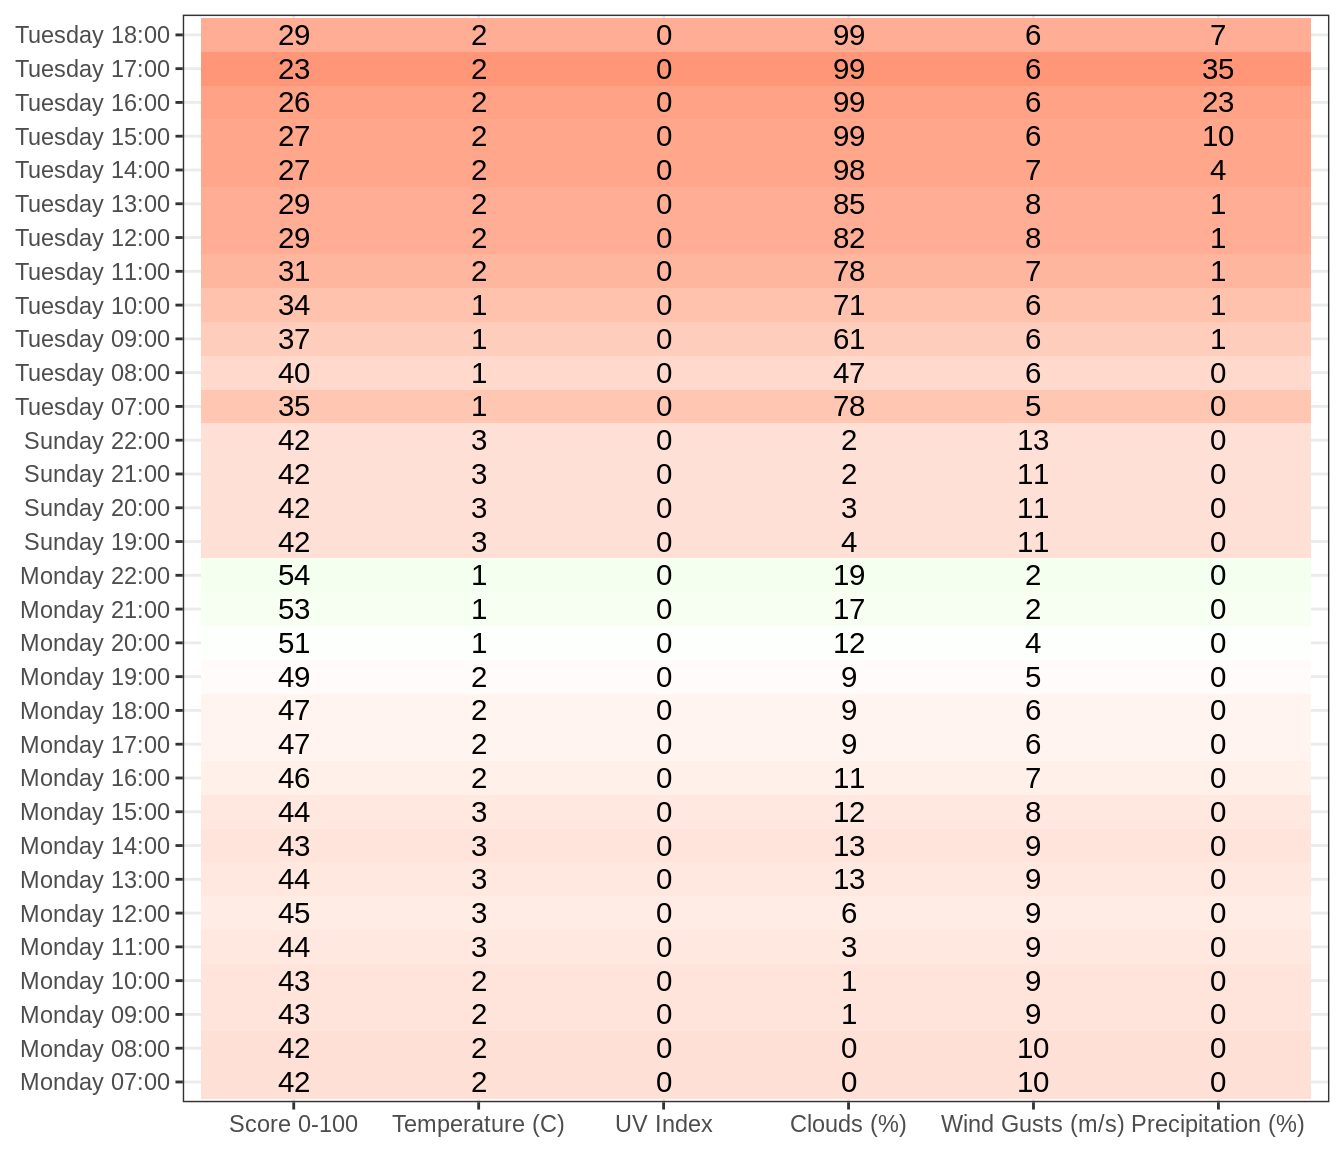 Tuesday 18:00 29 2 0 99 6 7
Tuesday 17:00 23 2 0 99 6 35
Tuesday 16:00 26 2 0 99 6 23
Tuesday 15:00 27 2 0 99 6 10
Tuesday 14:00 27 2 0 98 7 4
Tuesday 13:00 29 2 0 85 8 1
Tuesday 12:00 29 2 0 82 8 1
Tuesday 11:00 31 2 0 78 7 1
Tuesday 10:00 34 1 0 71 6 1
Tuesday 09:00 37 1 0 61 6 1
Tuesday 08:00 40 1 0 47 6 0
Tuesday 07:00 35 1 0 78 5 0
Sunday 22:00 42 3 0 2 13 0
Sunday 21:00 42 3 0 2 11 0
Sunday 20:00 42 3 0 3 11 0
Sunday 19:00 42 3 0 4 11 0
Monday 22:00 54 1 0 19 2 0
Monday 21:00 53 1 0 17 2 0
Monday 20:00 51 1 0 12 4 0
Monday 19:00 49 2 0 9 5 0
Monday 18:00 47 2 0 9 6 0
Monday 17:00 47 2 0 9 6 0
Monday 16:00 46 2 0 11 7 0
Monday 15:00 44 3 0 12 8 0
Monday 14:00 43 3 0 13 9 0
Monday 13:00 44 3 0 13 9 0
Monday 12:00 45 3 0 6 9 0
Monday 11:00 44 3 0 3 9 0
Monday 10:00 43 2 0 1 9 0
Monday 09:00 43 2 0 1 9 0
Monday 08:00 42 2 0 0 10 0
Monday 07:00 42 2 0 0 10 0
Score 0-100 Temperature (C) UV Index Clouds (%) Wind Gusts (m/s) Precipitation (%)